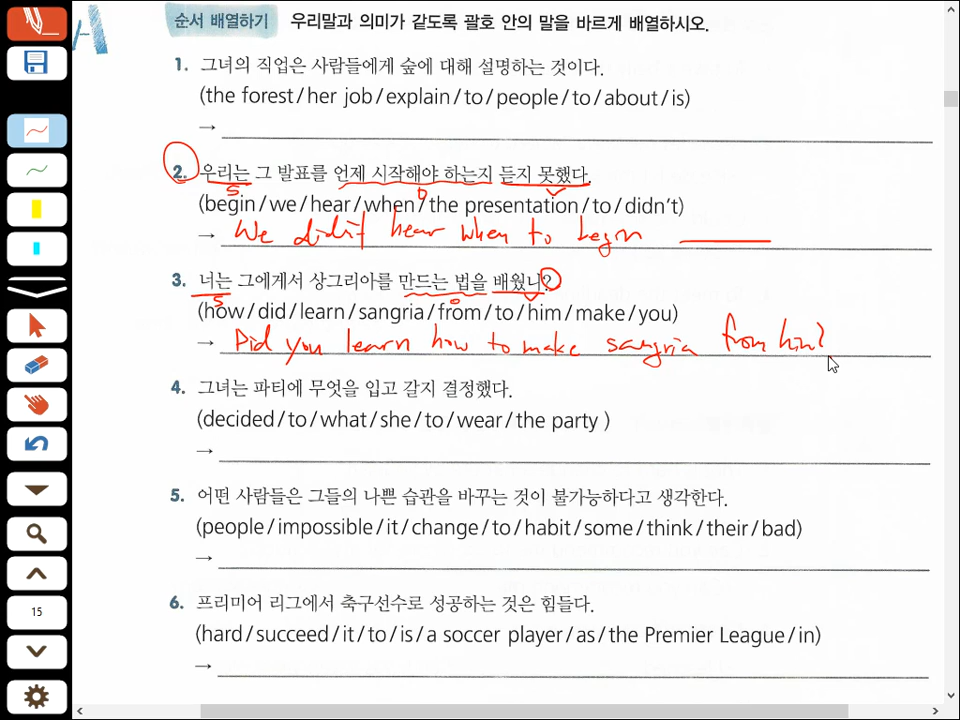 순서 배열하기 우리말과 의미가 같도록 괄호 안의 말을 바르게 배열하시오.
1. 그녀의 직업은 사람들에게 숲에 대해 설명하는 것이다.
(the forest / her job / explain / to / people / to / about / is)
→
2. 우리는 그 발표를 언제 시작해야 하는지 듣지 못했다.
S O V
(begin / we / hear / when / the presentation / to / didn't)
→ We didn't hear when to begin
3. 너는 그에게서 상그리아를 만드는 법을 배웠니?
S O V
(how / did / learn / sangria / from / to / him / make / you)
→ Did you learn how to make sangria from him?
4. 그녀는 파티에 무엇을 입고 갈지 결정했다.
(decided / to / what / she / to / wear / the party )
→
5. 어떤 사람들은 그들의 나쁜 습관을 바꾸는 것이 불가능하다고 생각한다.
(people / impossible / it / change / to / habit / some / think / their / bad)
→
15
6. 프리미어 리그에서 축구선수로 성공하는 것은 힘들다.
(hard / succeed / it / to / is / a soccer player / as / the Premier League / in)
→